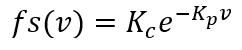 fs(v) = K_c e^{-K_p v}